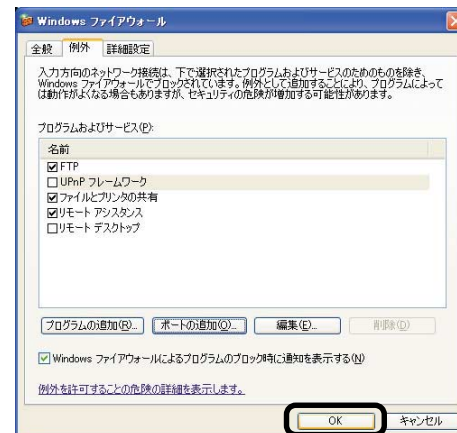 Windows ファイアウォール
全般 例外 詳細設定
入力方向のネットワーク接続は、下で選択されたプログラムおよびサービスのためのものを除き、
Windows ファイアウォールでブロックされています。例外として追加することにより、プログラムによって
は動作がよくなる場合もありますが、セキュリティの危険が増加する可能性があります。
プログラムおよびサービス(P):
名前
FTP
UPnP フレームワーク
ファイルとプリンタの共有
リモート アシスタンス
リモート デスクトップ
プログラムの追加(R)... ポートの追加(O)... 編集(E)... 削除(D)
Windows ファイアウォールによるプログラムのブロック時に通知を表示する(N)
例外を許可することの危険の詳細を表示します。
OK キャンセル